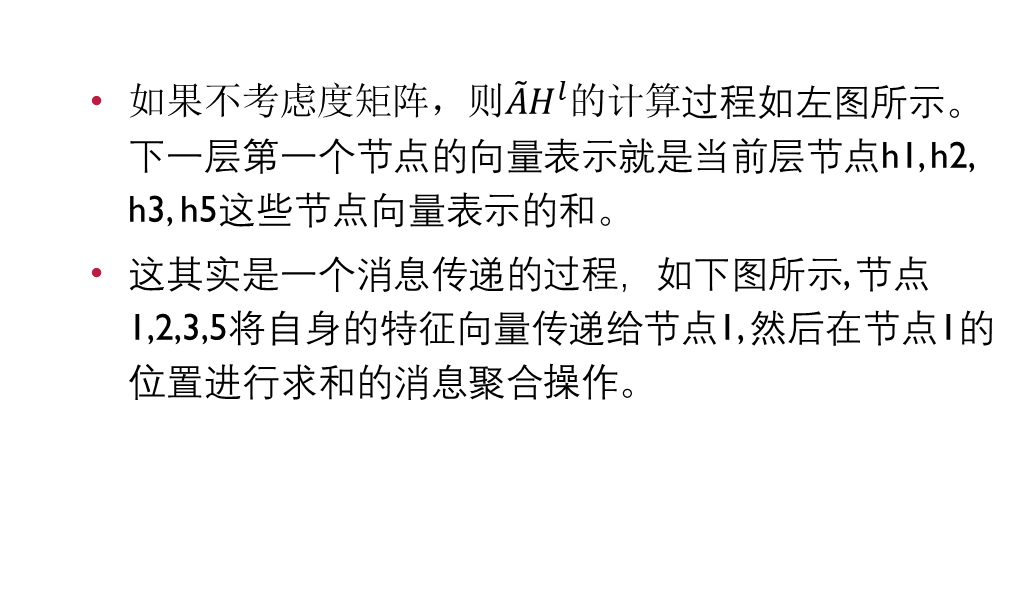 • 如果不考虑度矩阵，则ÃHˡ的计算过程如左图所示。
下一层第一个节点的向量表示就是当前层节点h1, h2,
h3, h5这些节点向量表示的和。
• 这其实是一个消息传递的过程，如下图所示, 节点
1,2,3,5将自身的特征向量传递给节点1, 然后在节点1的
位置进行求和的消息聚合操作。